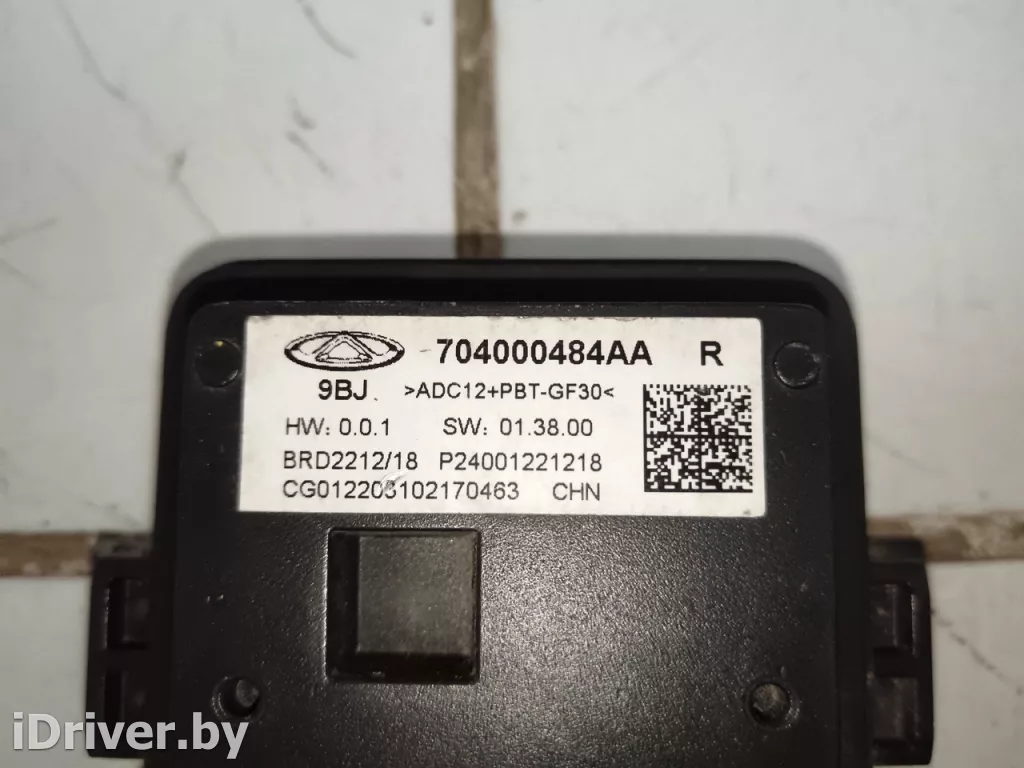 704000484AA R
9BJ >ADC12+PBT-GF30<
HW: 0.0.1 SW: 01.38.00
BRD2212/18 P24001221218
CG012203102170463 CHN
iDriver.by